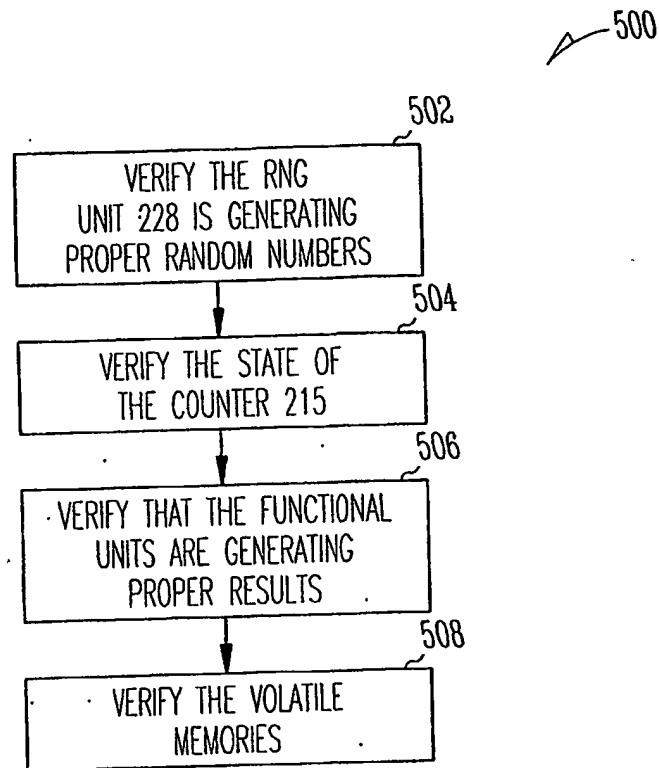 500
502
VERIFY THE RNG
UNIT 228 IS GENERATING
PROPER RANDOM NUMBERS
504
VERIFY THE STATE OF
THE COUNTER 215
506
VERIFY THAT THE FUNCTIONAL
UNITS ARE GENERATING
PROPER RESULTS
508
VERIFY THE VOLATILE
MEMORIES